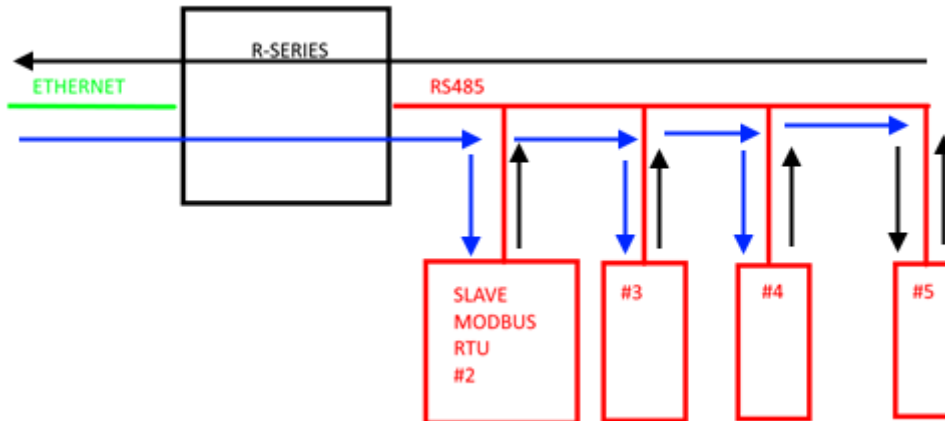 R-SERIES
ETHERNET
RS485
SLAVE
MODBUS
RTU
#2
#3
#4
#5